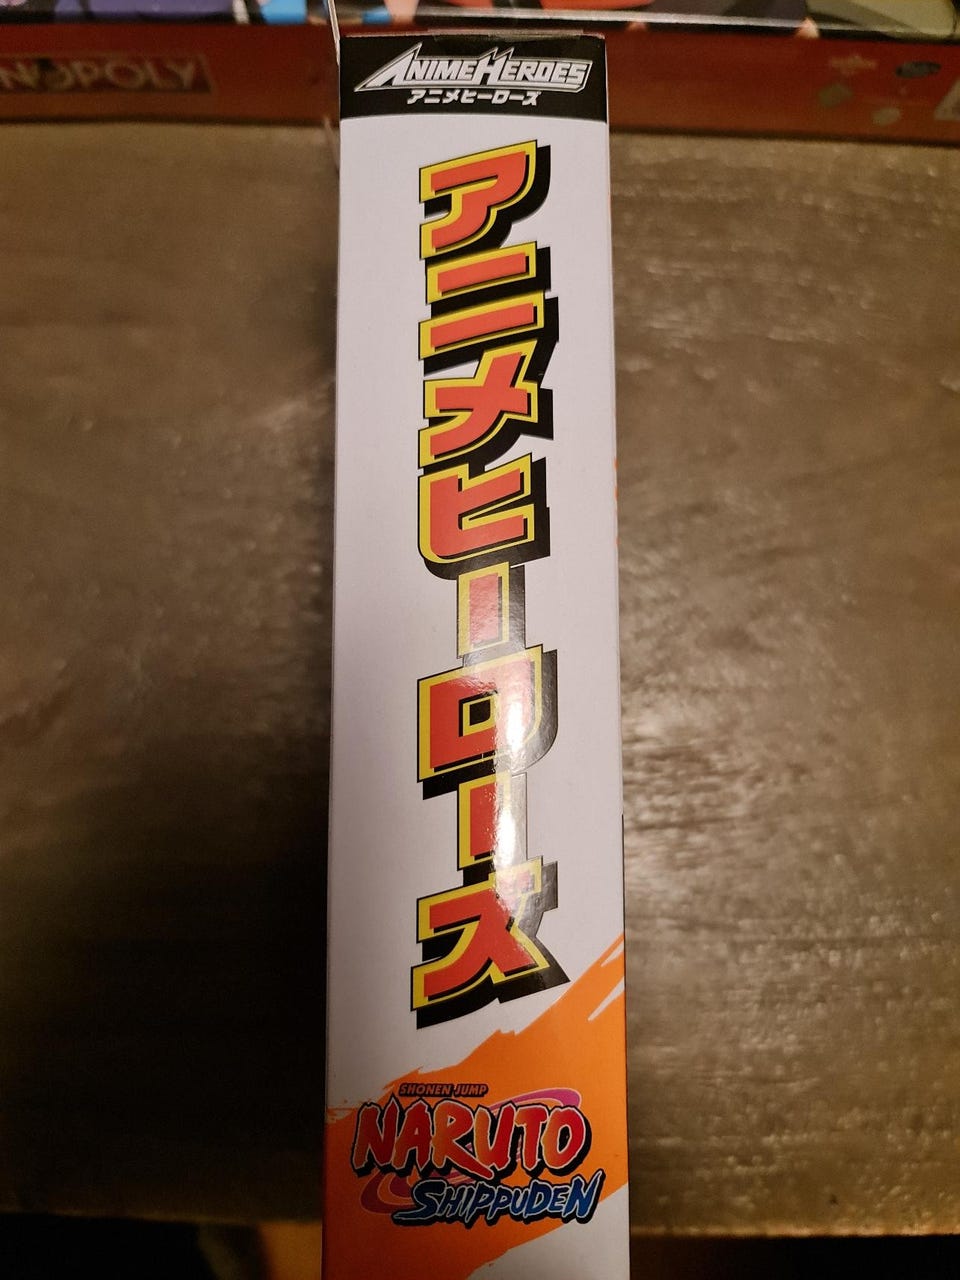 MONOPOLY
ANIME HEROES
アニメヒーローズ
アニメヒーローズ
SHONEN JUMP
NARUTO
SHIPPUDEN